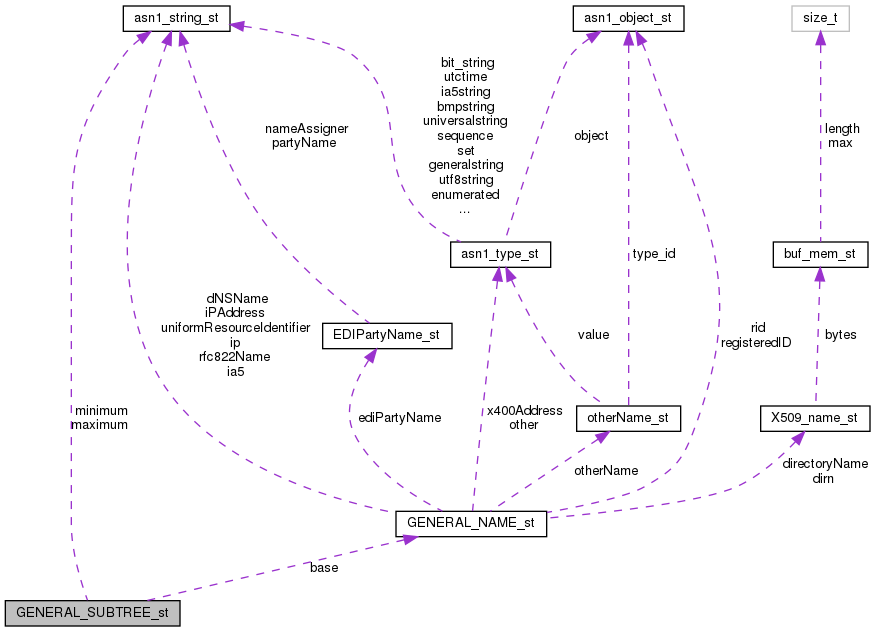 asn1_string_st
asn1_object_st
size_t
bit_string
utctime
ia5string
bmpstring
universalstring
sequence
set
generalstring
utf8string
enumerated
...
nameAssigner
partyName
object
length
max
asn1_type_st
type_id
buf_mem_st
dNSName
iPAddress
uniformResourceIdentifier
ip
rfc822Name
ia5
EDIPartyName_st
value
rid
registeredID
bytes
minimum
maximum
ediPartyName
x400Address
other
otherName_st
X509_name_st
otherName
directoryName
dirn
GENERAL_NAME_st
base
GENERAL_SUBTREE_st